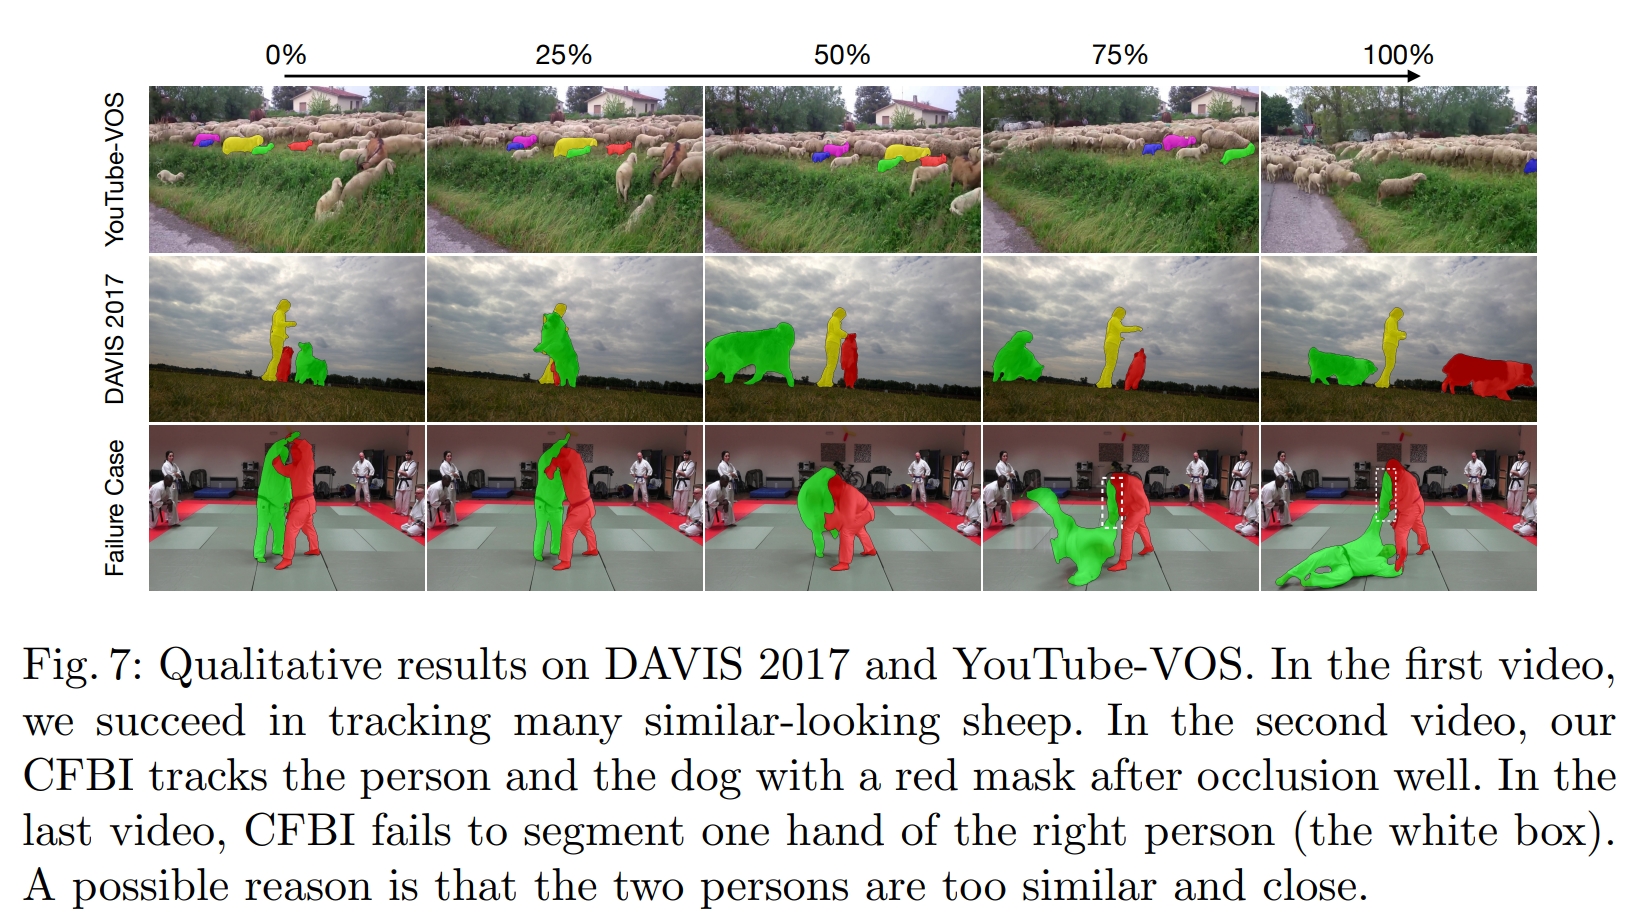 0% 25% 50% 75% 100%
YouTube-VOS
DAVIS 2017
Failure Case
Fig. 7: Qualitative results on DAVIS 2017 and YouTube-VOS. In the first video,
we succeed in tracking many similar-looking sheep. In the second video, our
CFBI tracks the person and the dog with a red mask after occlusion well. In the
last video, CFBI fails to segment one hand of the right person (the white box).
A possible reason is that the two persons are too similar and close.